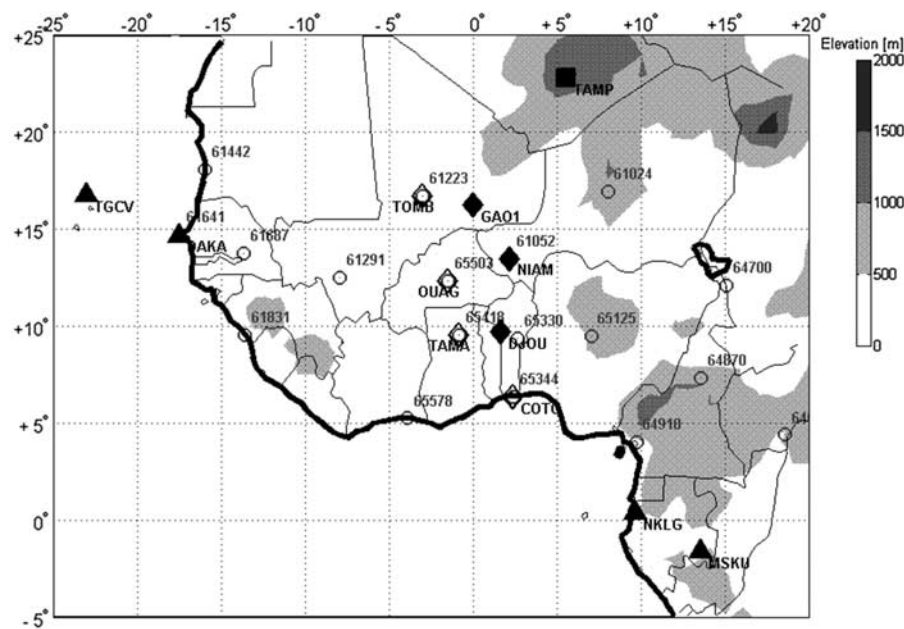 -25° -20° -15° -10° -5° 0° +5° +10° +15° +20°
+25°
Elevation [m]
2000
TAMP
+20°
1500
61442
61223
61024
TGCV
TOMB
GAO1
1000
+15°
61641
61052
DAKA
61687
65503
NIAM
64700
61291
500
OUAG
61831
65418
65330
65125
+10°
TAMA
DJOU
0
64870
65344
65578
COTO
+ 5°
64918
0°
NKLG
MSKU
- 5°